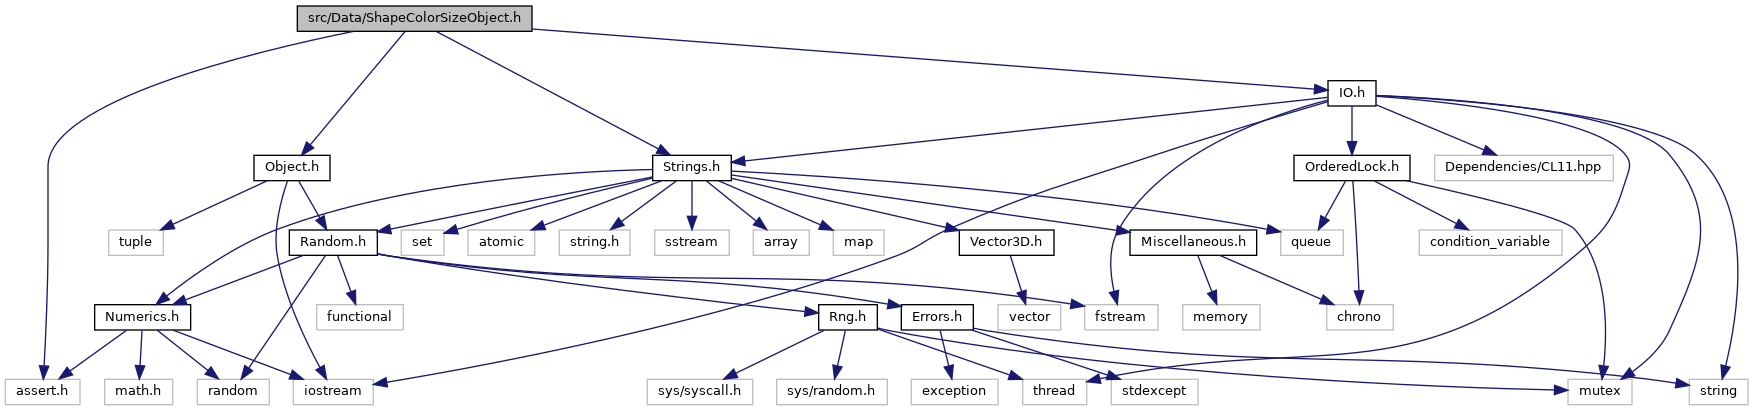 src/Data/ShapeColorSizeObject.h
IO.h
Object.h
Strings.h
OrderedLock.h
Dependencies/CL11.hpp
tuple
Random.h
set
atomic
string.h
sstream
array
map
Vector3D.h
Miscellaneous.h
queue
condition_variable
Numerics.h
functional
Rng.h
Errors.h
vector
fstream
memory
chrono
assert.h
math.h
random
iostream
sys/syscall.h
sys/random.h
exception
thread
stdexcept
mutex
string